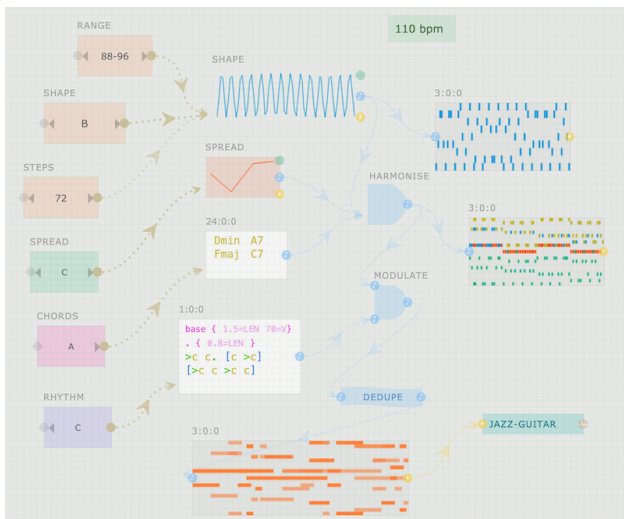 RANGE
110 bpm
88-96
SHAPE
SHAPE
3:0:0
B
SPREAD
STEPS
HARMONISE
72
3:0:0
24:0:0
SPREAD
Dmin A7
Fmaj C7
C
MODULATE
CHORDS
1:0:0
base { 1.5=LEN 70=V}
. { 0.8=LEN }
A
>c c. [c >c]
[>c c >c c]
RHYTHM
DEDUPE
C
JAZZ-GUITAR
3:0:0